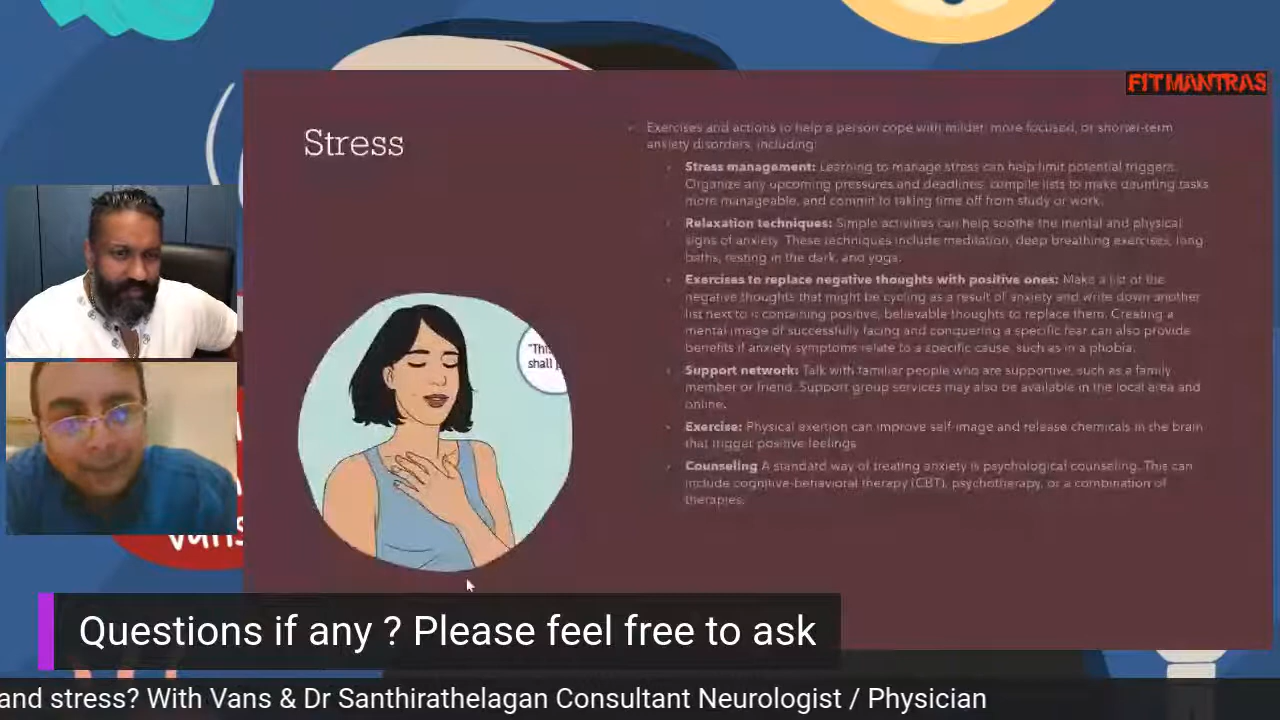 FITMANTRAS
Stress
Exercises and actions to help a person cope with milder, more focused, or shorter-term
anxiety disorders, including:
Stress management: Learning to manage stress can help limit potential triggers.
Organize any upcoming pressures and deadlines, compile lists to make daunting tasks
more manageable, and commit to taking time off from study or work.
Relaxation techniques: Simple activities can help soothe the mental and physical
signs of anxiety. These techniques include meditation, deep breathing exercises, long
baths, resting in the dark, and yoga.
Exercises to replace negative thoughts with positive ones: Make a list of the
negative thoughts that might be cycling as a result of anxiety and write down another
list next to it containing positive, believable thoughts to replace them. Creating a
mental image of successfully facing and conquering a specific fear can also provide
benefits if anxiety symptoms relate to a specific cause, such as in a phobia.
Support network: Talk with familiar people who are supportive, such as a family
member or friend. Support group services may also be available in the local area and
online.
Exercise: Physical exertion can improve self-image and release chemicals in the brain
that trigger positive feelings
Counseling A standard way of treating anxiety is psychological counseling. This can
include cognitive-behavioral therapy (CBT), psychotherapy, or a combination of
therapies.
"This
shall
Vans
Questions if any ? Please feel free to ask
and stress? With Vans & Dr Santhirathelagan Consultant Neurologist / Physician